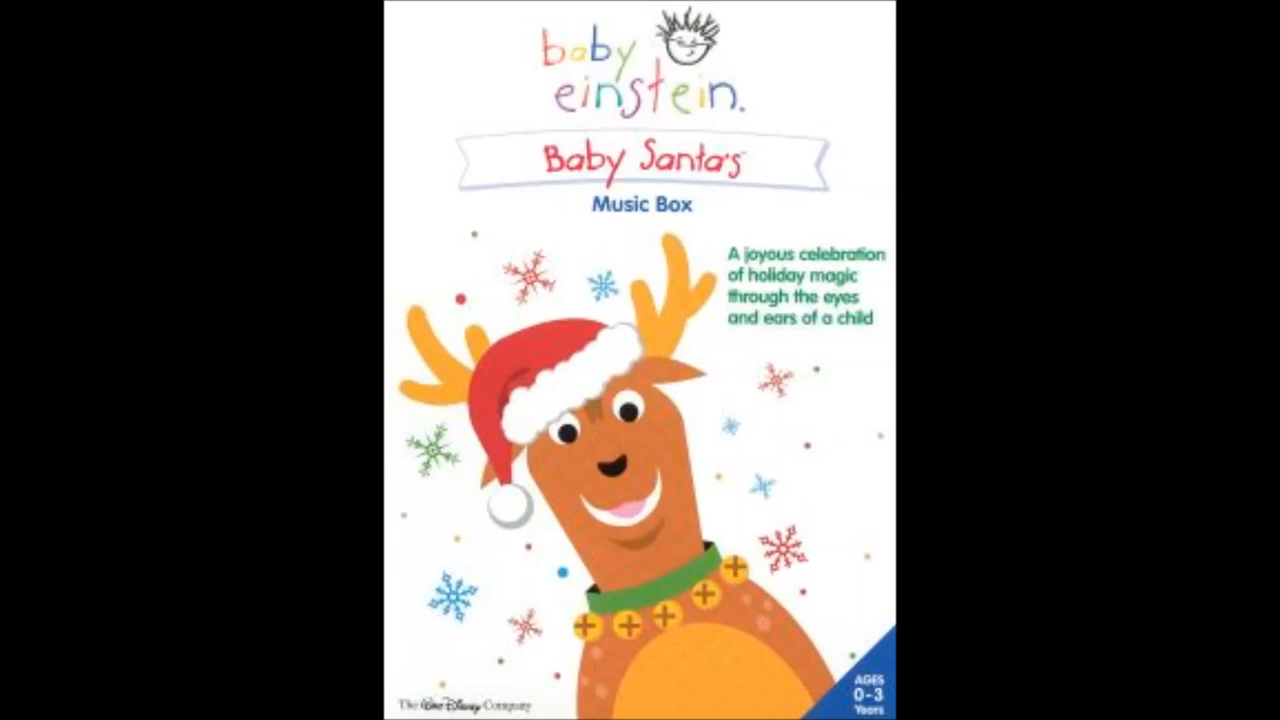 baby
einstein.
Baby Santa's
Music Box
A joyous celebration
of holiday magic
through the eyes
and ears of a child
AGES
0-3
Years
The Walt Disney Company